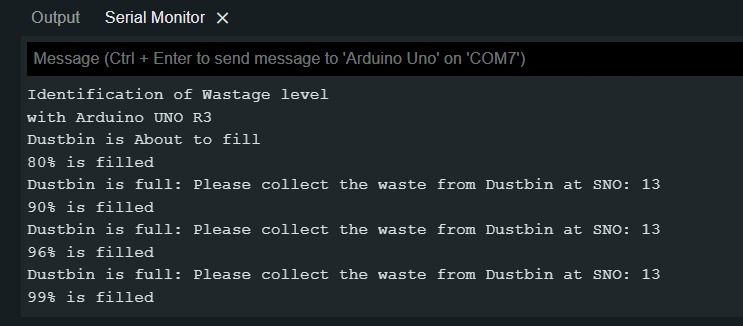 Output Serial Monitor ×
Message (Ctrl + Enter to send message to 'Arduino Uno' on 'COM7')
Identification of Wastage level
with Arduino UNO R3
Dustbin is About to fill
80% is filled
Dustbin is full: Please collect the waste from Dustbin at SNO: 13
90% is filled
Dustbin is full: Please collect the waste from Dustbin at SNO: 13
96% is filled
Dustbin is full: Please collect the waste from Dustbin at SNO: 13
99% is filled